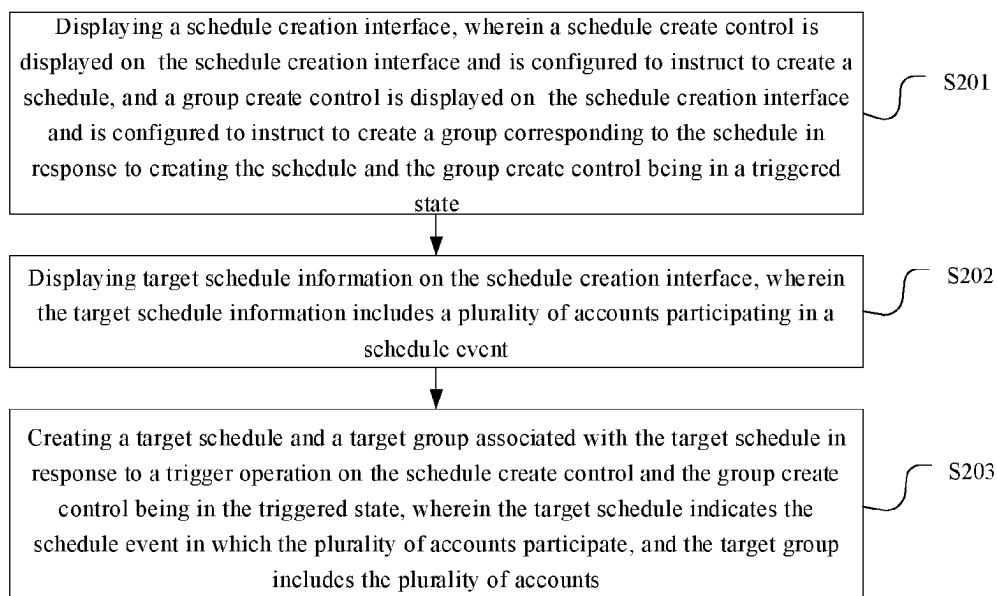 Displaying a schedule creation interface, wherein a schedule create control is
displayed on the schedule creation interface and is configured to instruct to create a
schedule, and a group create control is displayed on the schedule creation interface
and is configured to instruct to create a group corresponding to the schedule in
response to creating the schedule and the group create control being in a triggered
state
S201
Displaying target schedule information on the schedule creation interface, wherein
the target schedule information includes a plurality of accounts participating in a
schedule event
S202
Creating a target schedule and a target group associated with the target schedule in
response to a trigger operation on the schedule create control and the group create
control being in the triggered state, wherein the target schedule indicates the
schedule event in which the plurality of accounts participate, and the target group
includes the plurality of accounts
S203